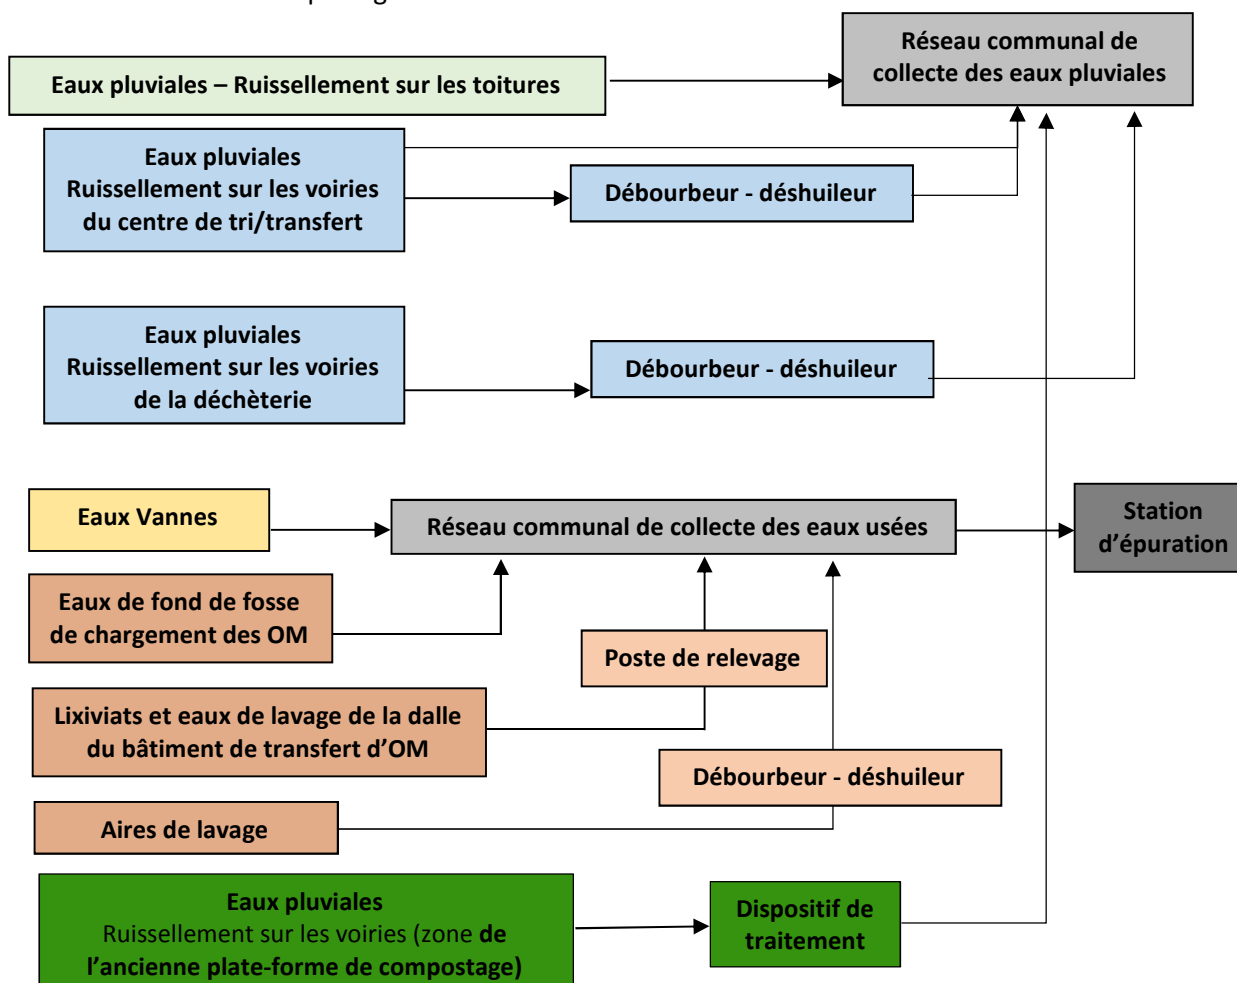 Réseau communal de
collecte des eaux pluviales
Eaux pluviales – Ruissellement sur les toitures
Eaux pluviales
Ruissellement sur les voiries
du centre de tri/transfert
Débourbeur - déshuileur
Eaux pluviales
Ruissellement sur les voiries
de la déchèterie
Débourbeur - déshuileur
Eaux Vannes
Réseau communal de collecte des eaux usées
Station
d’épuration
Eaux de fond de fosse
de chargement des OM
Poste de relevage
Lixiviats et eaux de lavage de la dalle
du bâtiment de transfert d’OM
Débourbeur - déshuileur
Aires de lavage
Eaux pluviales
Ruissellement sur les voiries (zone de
l’ancienne plate-forme de compostage)
Dispositif de
traitement